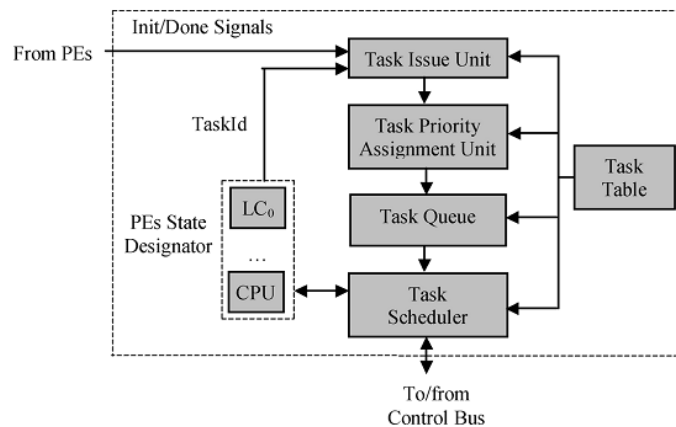 Init/Done Signals
From PEs
Task Issue Unit
TaskId
Task Priority
Assignment Unit
Task
Table
LC₀
PEs State
Designator
...
CPU
Task Queue
Task
Scheduler
To/from
Control Bus